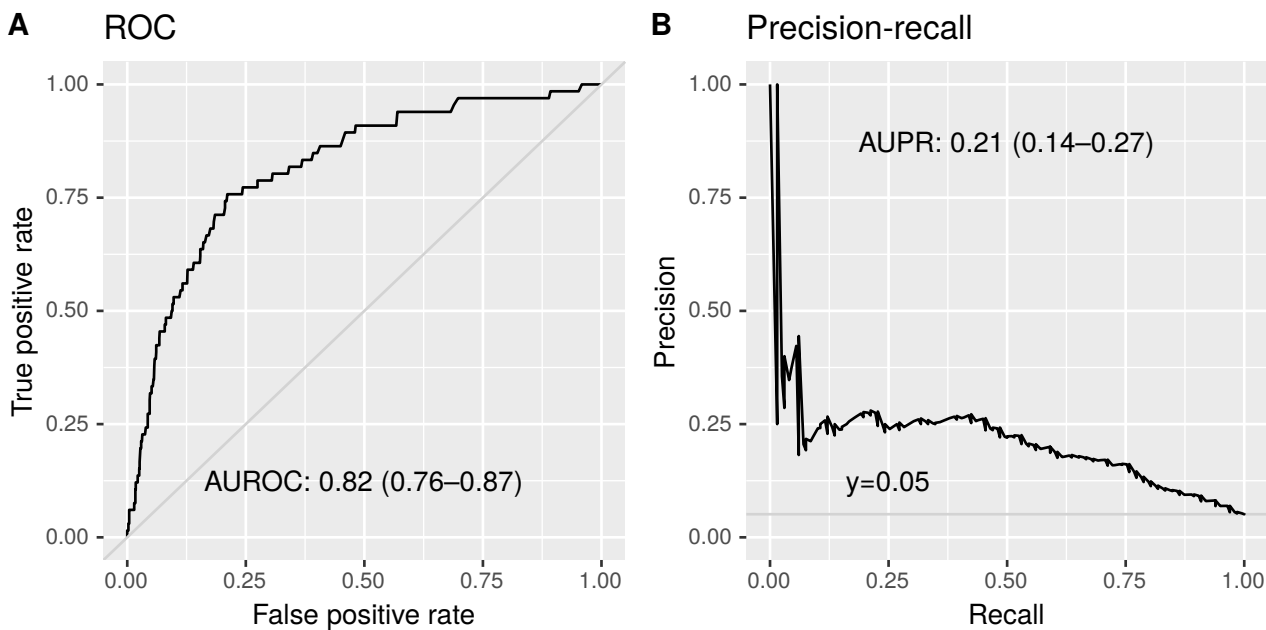 A
ROC
1.00
0.75
0.50
0.25
0.00
True positive rate
AUROC: 0.82 (0.76–0.87)
0.00
0.25
0.50
0.75
1.00
False positive rate
B
Precision-recall
1.00
0.75
0.50
0.25
0.00
Precision
AUPR: 0.21 (0.14–0.27)
y=0.05
0.00
0.25
0.50
0.75
1.00
Recall